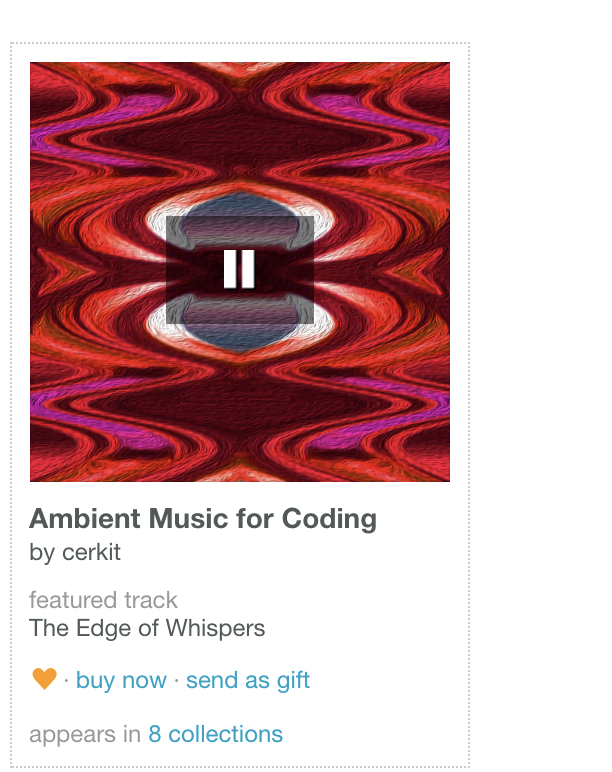 Ambient Music for Coding
by cerkit
featured track
The Edge of Whispers
🧡 · buy now · send as gift
appears in 8 collections